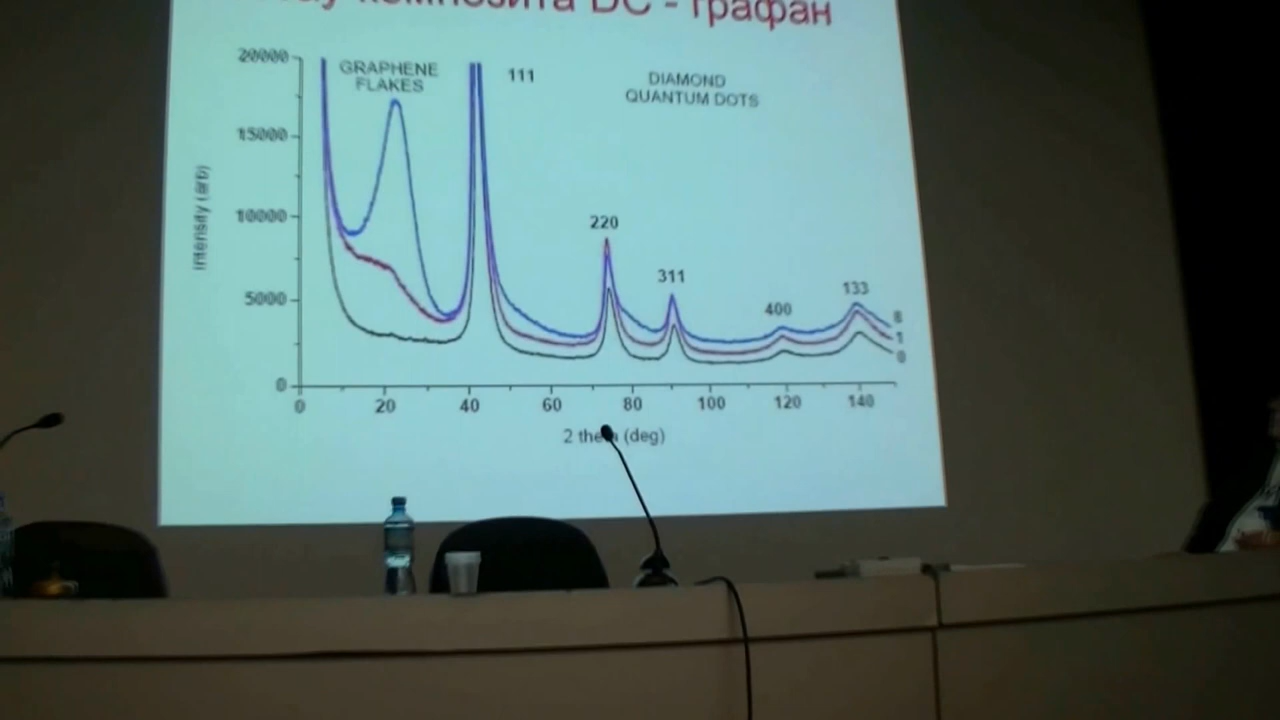 композита DC - графан
20000
GRAPHENE
FLAKES
111
DIAMOND
QUANTUM DOTS
15000
Intensity (arb)
10000
220
311
5000
400
133
8
1
0
0
0 20 40 60 80 100 120 140
2 theta (deg)